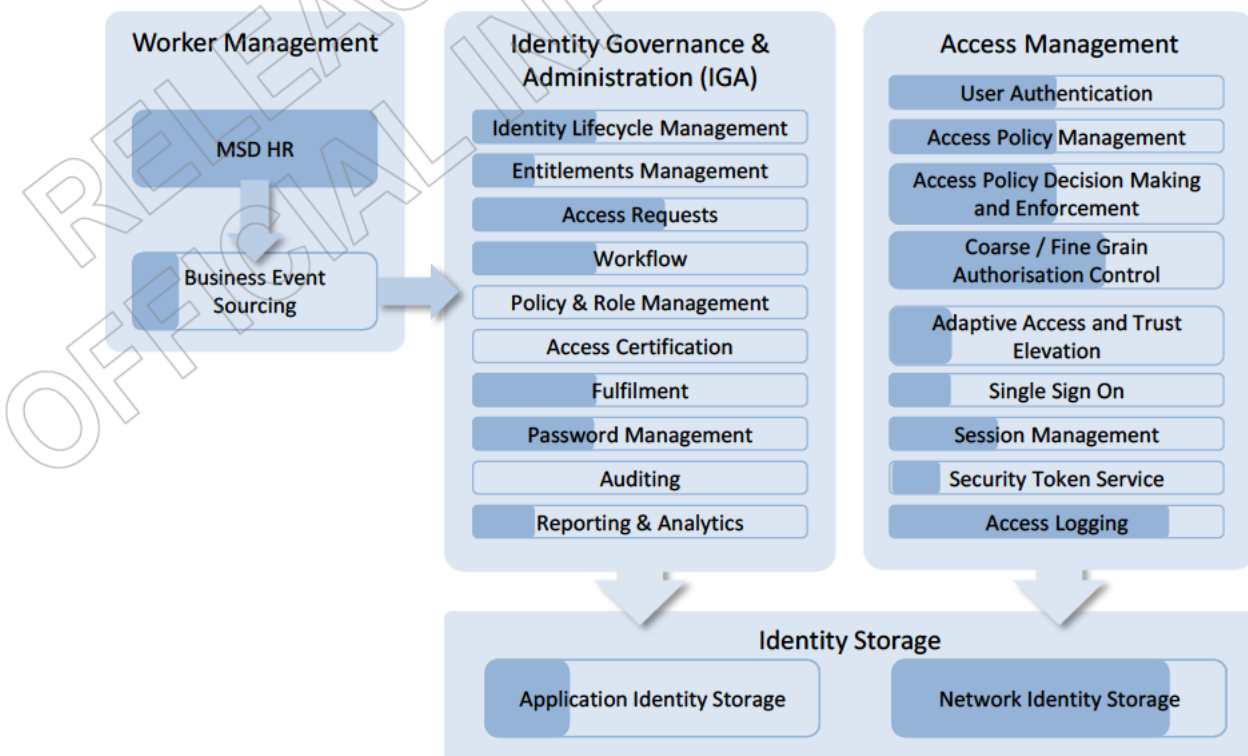 Worker Management
MSD HR
Business Event
Sourcing
Identity Governance &
Administration (IGA)
Identity Lifecycle Management
Entitlements Management
Access Requests
Workflow
Policy & Role Management
Access Certification
Fulfilment
Password Management
Auditing
Reporting & Analytics
Access Management
User Authentication
Access Policy Management
Access Policy Decision Making
and Enforcement
Coarse / Fine Grain
Authorisation Control
Adaptive Access and Trust
Elevation
Single Sign On
Session Management
Security Token Service
Access Logging
Identity Storage
Application Identity Storage
Network Identity Storage
OFFICIAL